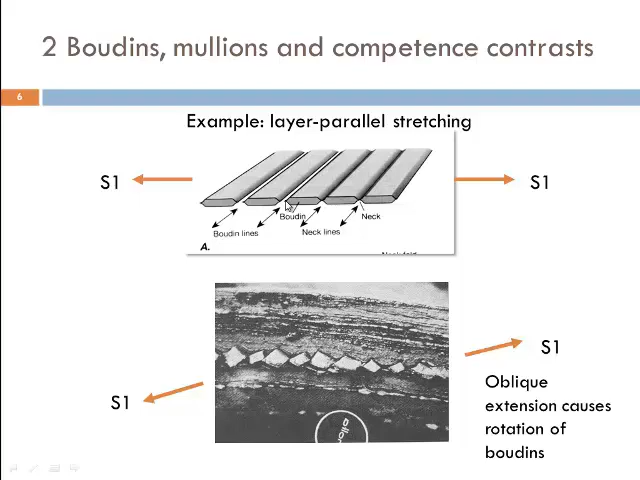 2 Boudins, mullions and competence contrasts
6
Example: layer-parallel stretching
S1
S1
Boudin
Neck
Boudin lines
Neck lines
A.
S1
S1
Oblique
extension causes
rotation of
boudins